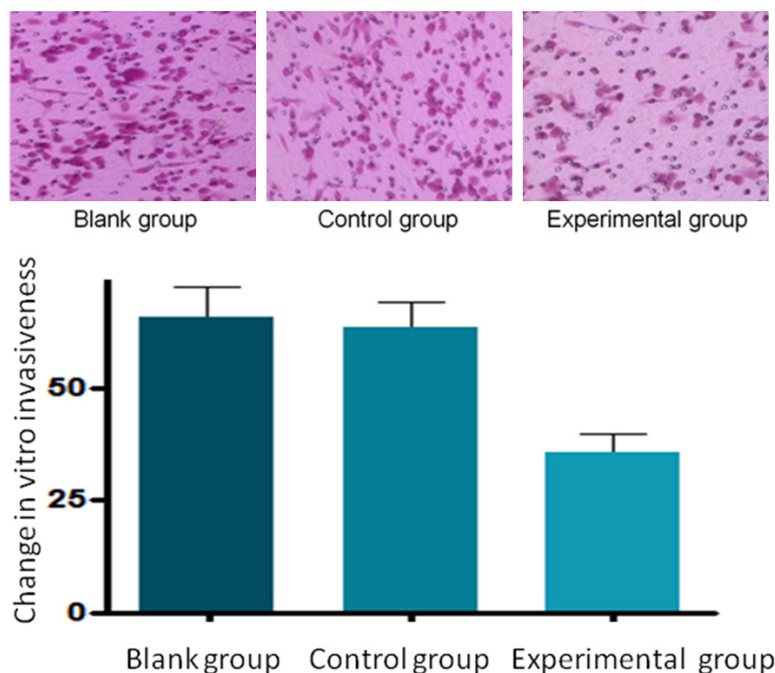 Blank group
Control group
Experimental group
Change in vitro invasiveness
50
25
0
Blank group
Control group
Experimental group